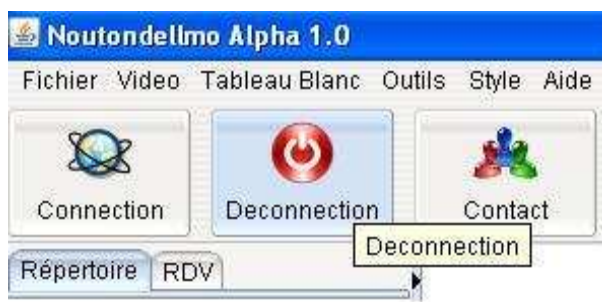 Noutondellmo Alpha 1.0
Fichier Video Tableau Blanc Outils Style Aide
Connection Deconnection Contact
Deconnection
Répertoire RDV